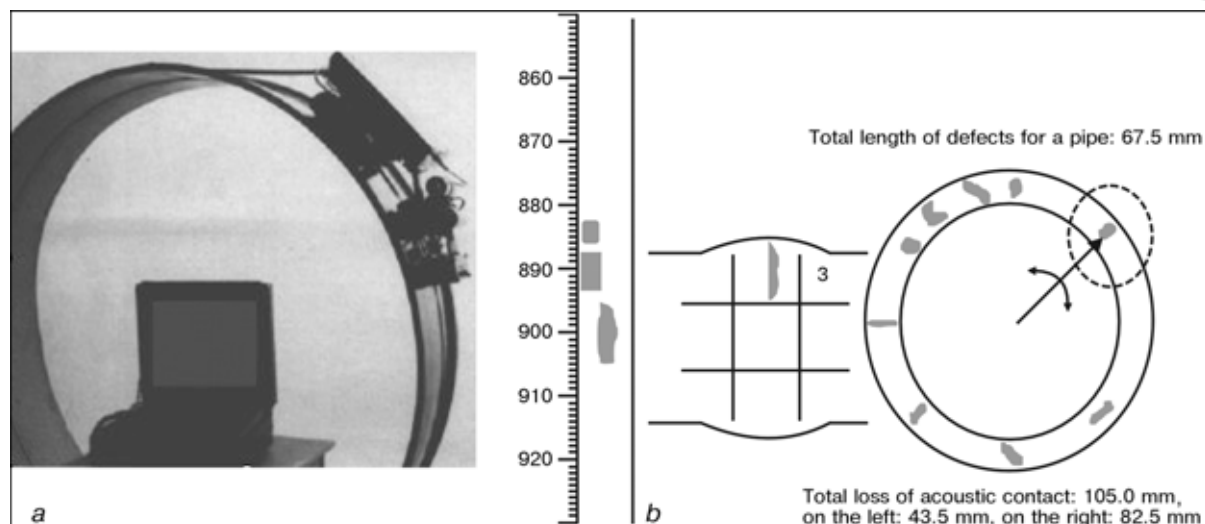 860
870
880
890
900
910
920
a
Total length of defects for a pipe: 67.5 mm
3
b
Total loss of acoustic contact: 105.0 mm,
on the left: 43.5 mm, on the right: 82.5 mm